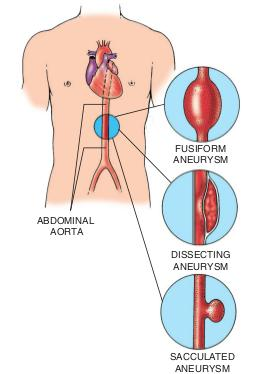 FUSIFORM
ANEURYSM
ABDOMINAL
AORTA
DISSECTING
ANEURYSM
SACCULATED
ANEURYSM